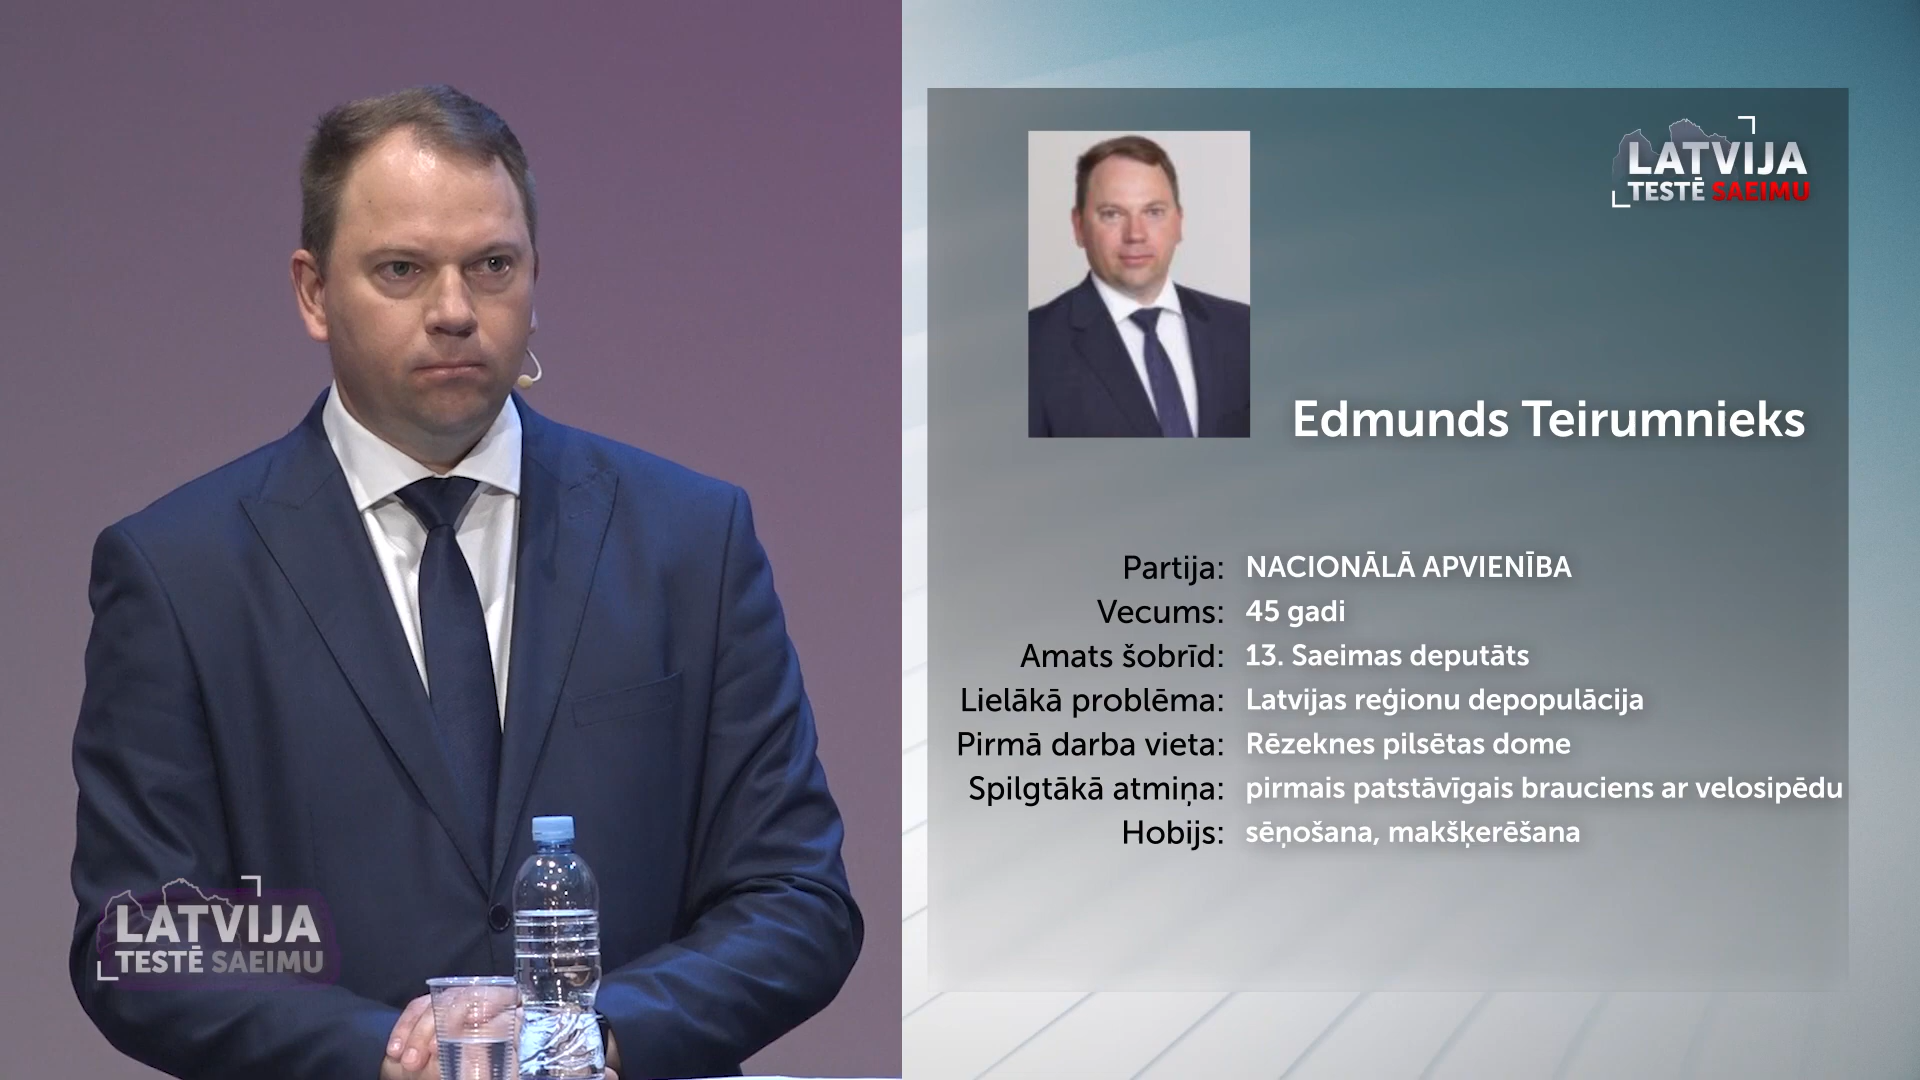 LATVIJA
TESTĒ SAEIMU
Edmunds Teirumnieks
Partija: NACIONĀLĀ APVIENĪBA
Vecums: 45 gadi
Amats šobrīd: 13. Saeimas deputāts
Lielākā problēma: Latvijas reģionu depopulācija
Pirmā darba vieta: Rēzeknes pilsētas dome
Spilgtākā atmiņa: pirmais patstāvīgais brauciens ar velosipēdu
Hobijs: sēņošana, makšķerēšana
LATVIJA
TESTĒ SAEIMU